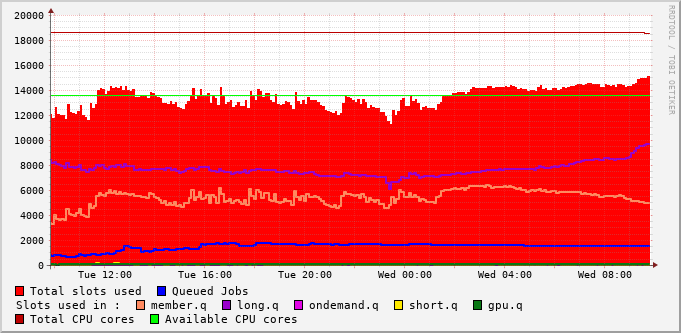 RRDTOOL / TOBI OETIKER
20000
18000
16000
14000
12000
10000
8000
6000
4000
2000
0
Tue 12:00 Tue 16:00 Tue 20:00 Wed 00:00 Wed 04:00 Wed 08:00
Total slots used Queued Jobs
Slots used in : member.q long.q ondemand.q short.q gpu.q
Total CPU cores Available CPU cores